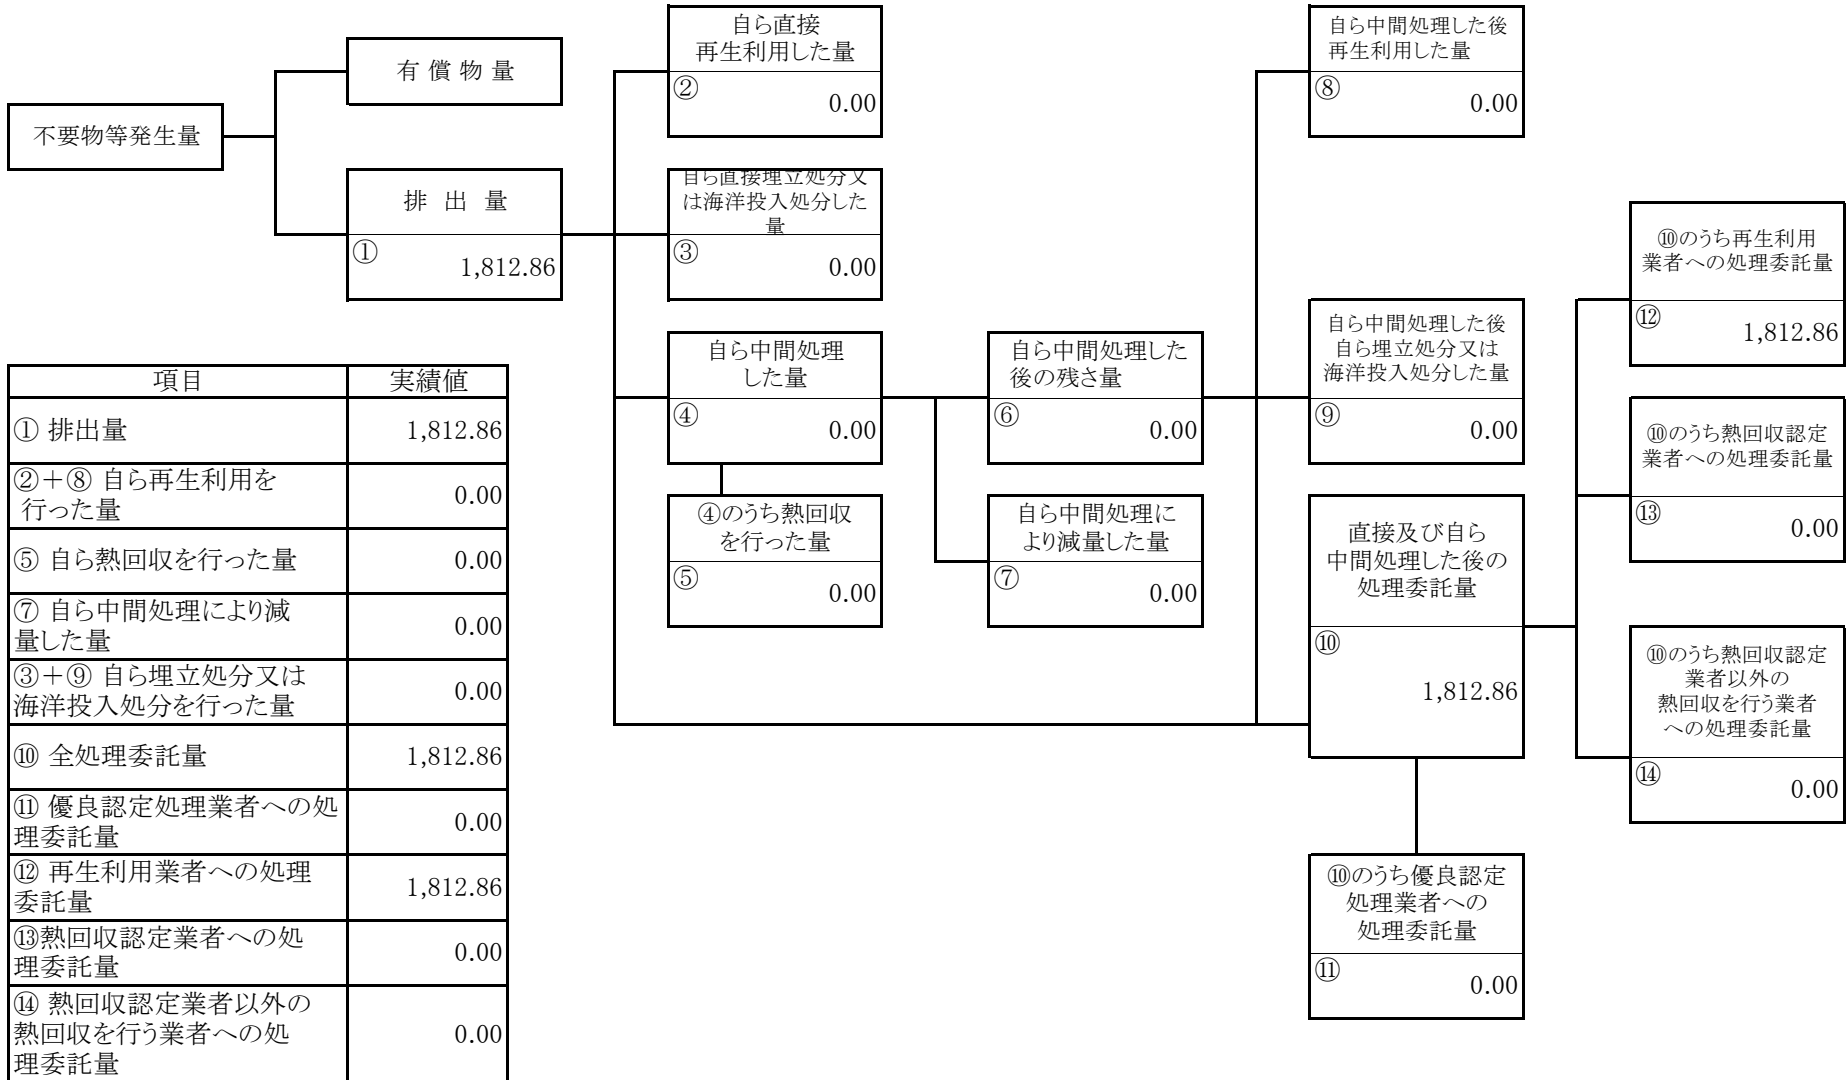 不要物等発生量
有 償 物 量
排 出 量
①
1,812.86
自ら直接
再生利用した量
②
0.00
自ら直接埋立処分又
は海洋投入処分した
量
③
0.00
自ら中間処理
した量
④
0.00
④のうち熱回収
を行った量
⑤
0.00
自ら中間処理した
後の残さ量
⑥
0.00
自ら中間処理に
より減量した量
⑦
0.00
自ら中間処理した後
再生利用した量
⑧
0.00
自ら中間処理した後
自ら埋立処分又は
海洋投入処分した量
⑨
0.00
直接及び自ら
中間処理した後の
処理委託量
⑩
1,812.86
⑩のうち優良認定
処理業者への
処理委託量
⑪
0.00
⑩のうち再生利用
業者への処理委託量
⑫
1,812.86
⑩のうち熱回収認定
業者への処理委託量
⑬
0.00
⑩のうち熱回収認定
業者以外の
熱回収を行う業者
への処理委託量
⑭
0.00
項目 実績値
① 排出量 1,812.86
②＋⑧ 自ら再生利用を
行った量 0.00
⑤ 自ら熱回収を行った量 0.00
⑦ 自ら中間処理により減
量した量 0.00
③＋⑨ 自ら埋立処分又は
海洋投入処分を行った量 0.00
⑩ 全処理委託量 1,812.86
⑪ 優良認定処理業者への処
理委託量 0.00
⑫ 再生利用業者への処理
委託量 1,812.86
⑬熱回収認定業者への処
理委託量 0.00
⑭ 熱回収認定業者以外の
熱回収を行う業者への処
理委託量 0.00